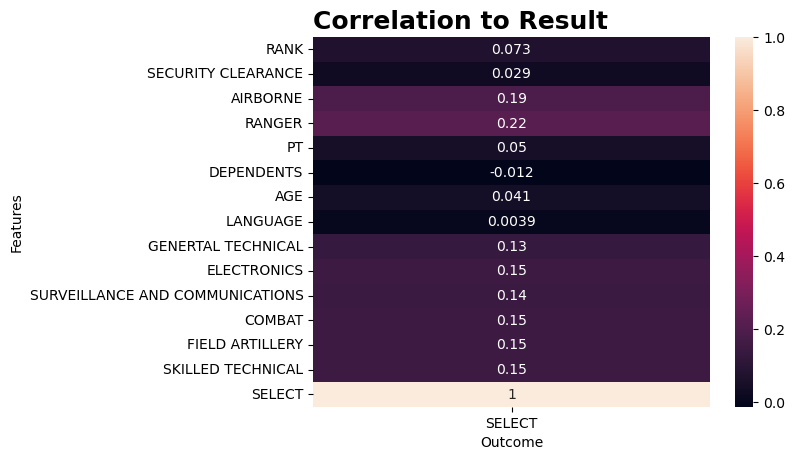 Correlation to Result
RANK 0.073
SECURITY CLEARANCE 0.029
AIRBORNE 0.19
RANGER 0.22
PT 0.05
DEPENDENTS -0.012
AGE 0.041
LANGUAGE 0.0039
GENERTAL TECHNICAL 0.13
ELECTRONICS 0.15
SURVEILLANCE AND COMMUNICATIONS 0.14
COMBAT 0.15
FIELD ARTILLERY 0.15
SKILLED TECHNICAL 0.15
SELECT 1
Features
SELECT
Outcome
1.0
0.8
0.6
0.4
0.2
0.0